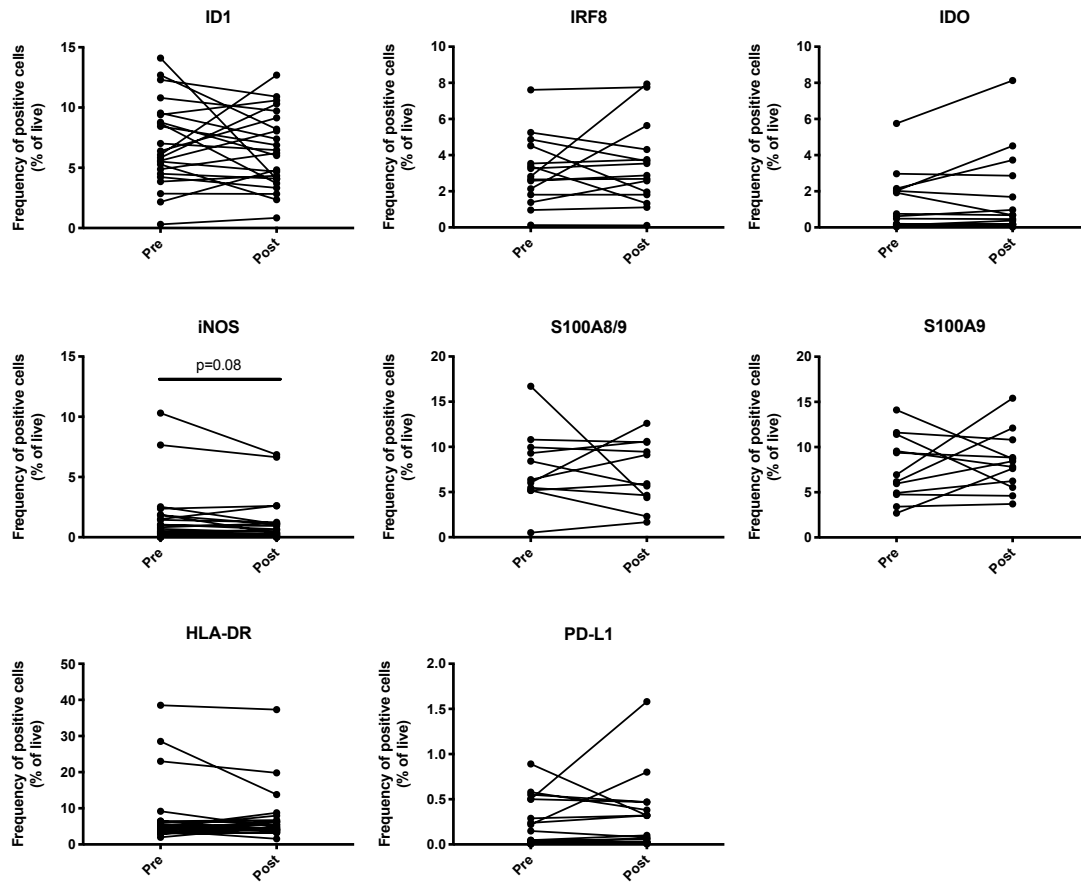 ID1
Frequency of positive cells
(% of live)
15
10
5
0
Pre
Post
IRF8
Frequency of positive cells
(% of live)
10
8
6
4
2
0
Pre
Post
IDO
Frequency of positive cells
(% of live)
10
8
6
4
2
0
Pre
Post
iNOS
Frequency of positive cells
(% of live)
15
10
5
0
p=0.08
Pre
Post
S100A8/9
Frequency of positive cells
(% of live)
20
15
10
5
0
Pre
Post
S100A9
Frequency of positive cells
(% of live)
20
15
10
5
0
Pre
Post
HLA-DR
Frequency of positive cells
(% of live)
50
40
30
20
10
0
Pre
Post
PD-L1
Frequency of positive cells
(% of live)
2.0
1.5
1.0
0.5
0.0
Pre
Post